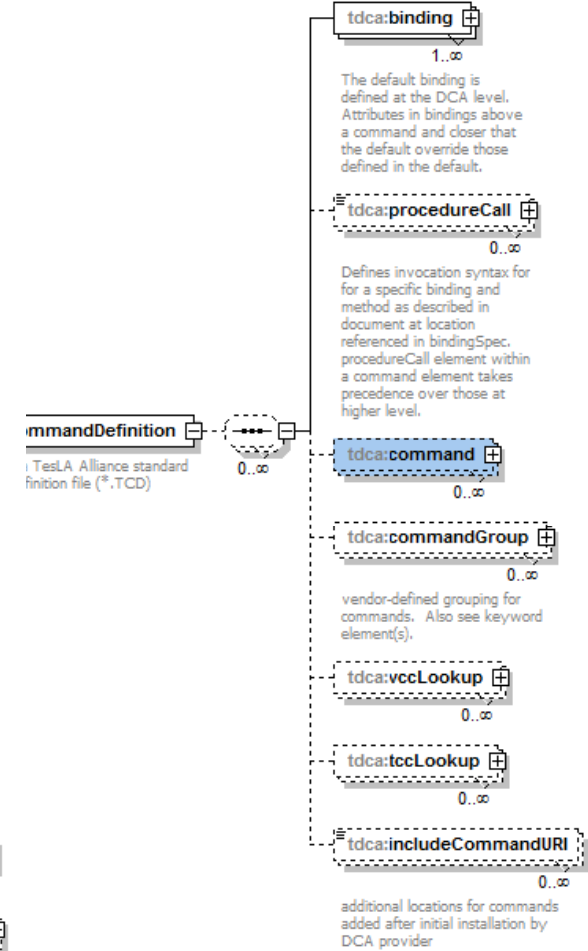 tdca:binding
1..∞
The default binding is
defined at the DCA level.
Attributes in bindings above
a command and closer that
the default override those
defined in the default.
tdca:procedureCall
0..∞
Defines invocation syntax for
for a specific binding and
method as described in
document at location
referenced in bindingSpec.
procedureCall element within
a command element takes
precedence over those at
higher level.
ommandDefinition
0..∞
TesLA Alliance standard
finition file (*.TCD)
tdca:command
0..∞
tdca:commandGroup
0..∞
vendor-defined grouping for
commands.  Also see keyword
element(s).
tdca:vccLookup
0..∞
tdca:tccLookup
0..∞
tdca:includeCommandURI
0..∞
additional locations for commands
added after initial installation by
DCA provider